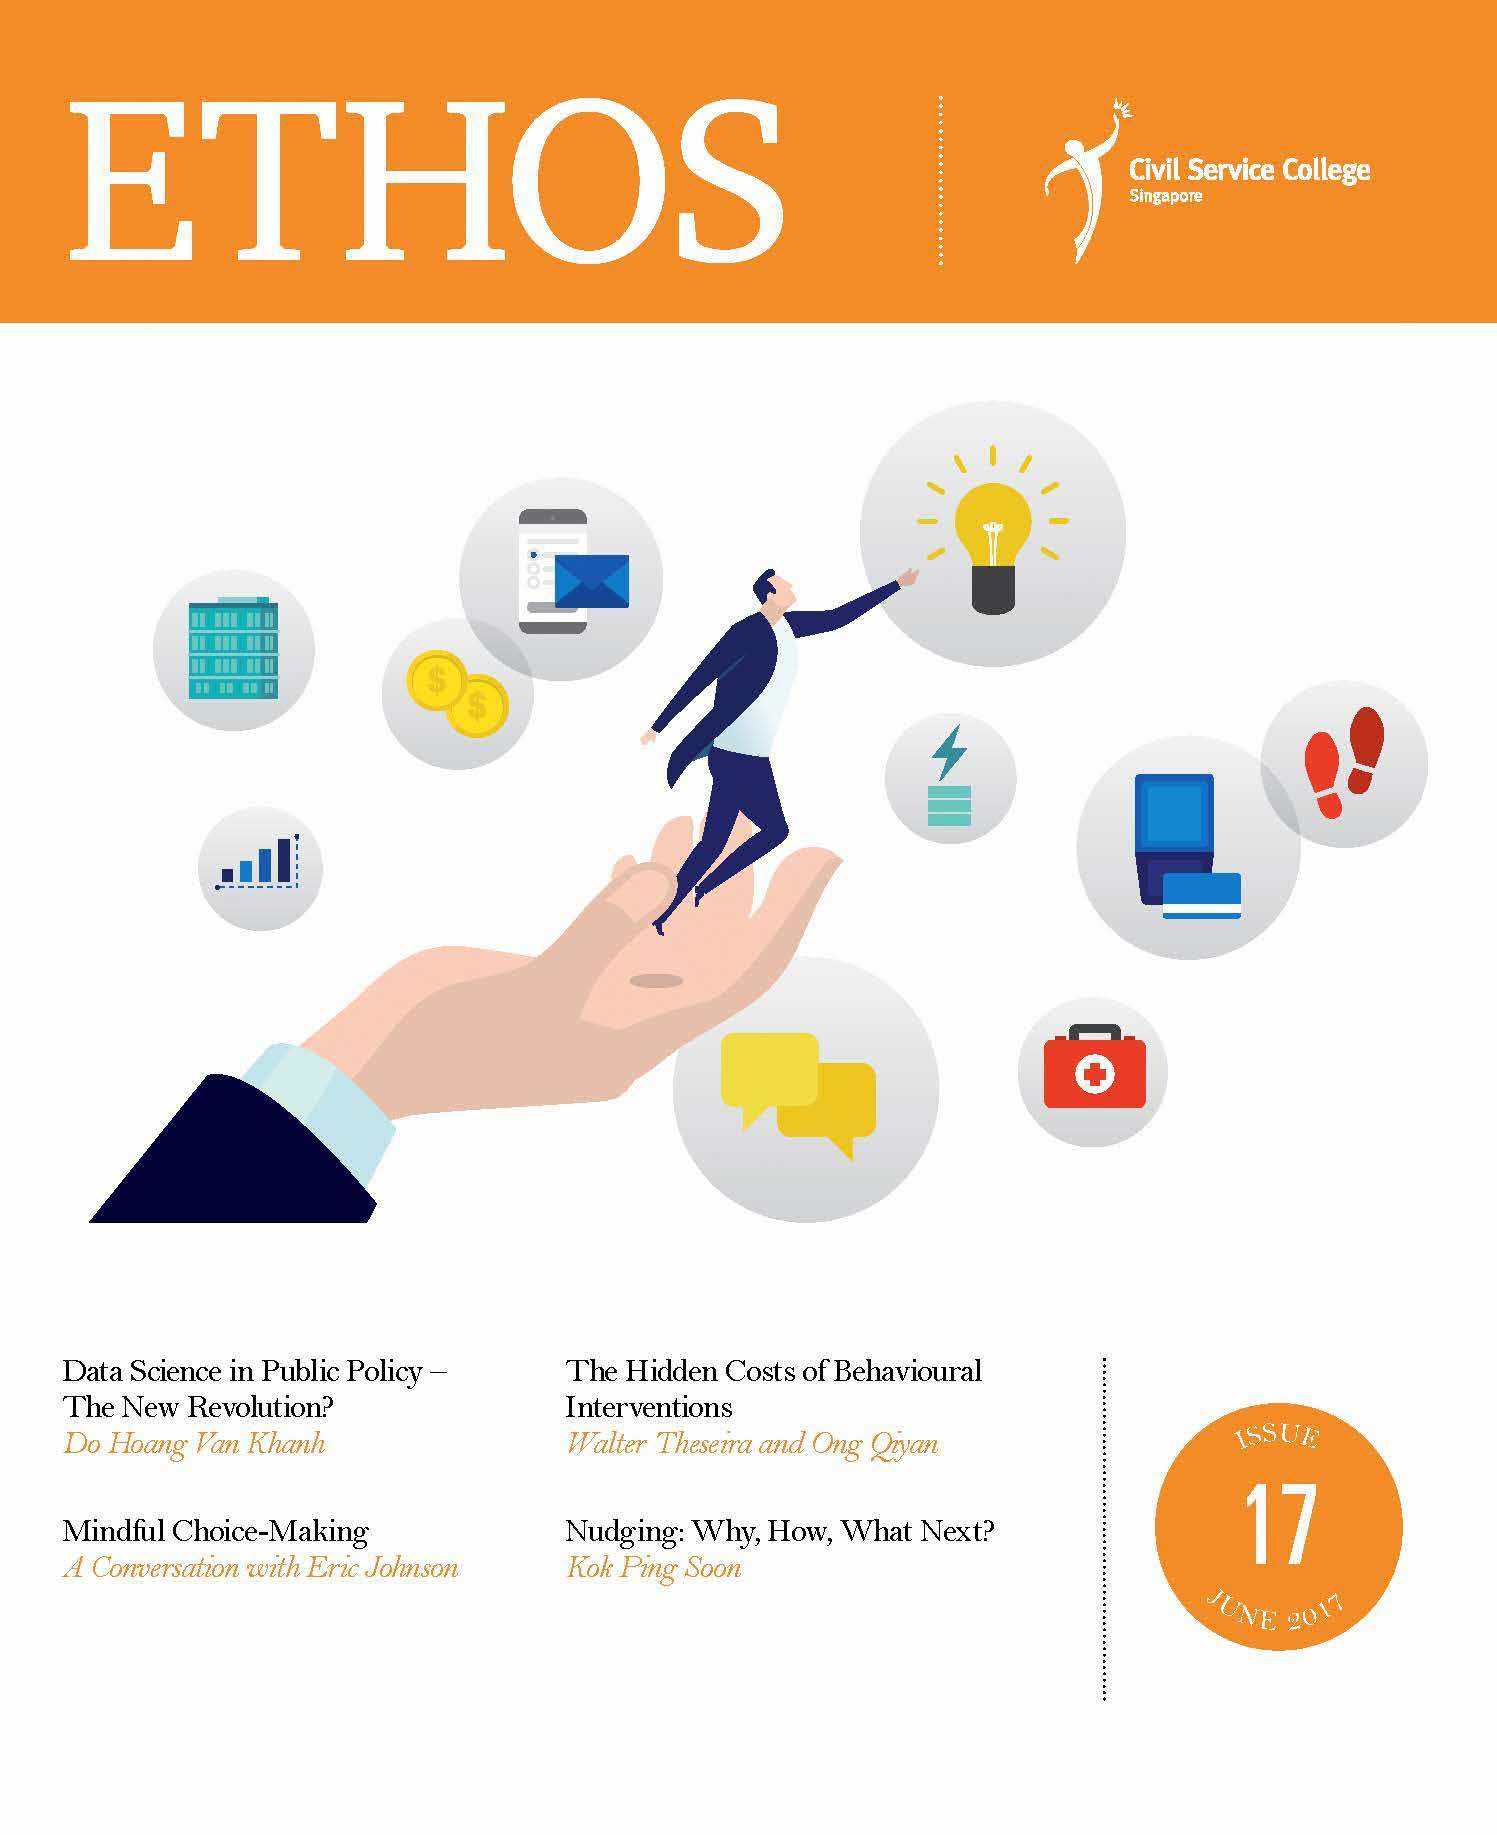 ETHOS
Civil Service College
Singapore
$
$
Data Science in Public Policy –
The New Revolution?
Do Hoang Van Khanh
Mindful Choice-Making
A Conversation with Eric Johnson
The Hidden Costs of Behavioural
Interventions
Walter Theseira and Ong Qiyan
Nudging: Why, How, What Next?
Kok Ping Soon
ISSUE
17
JUNE 2017